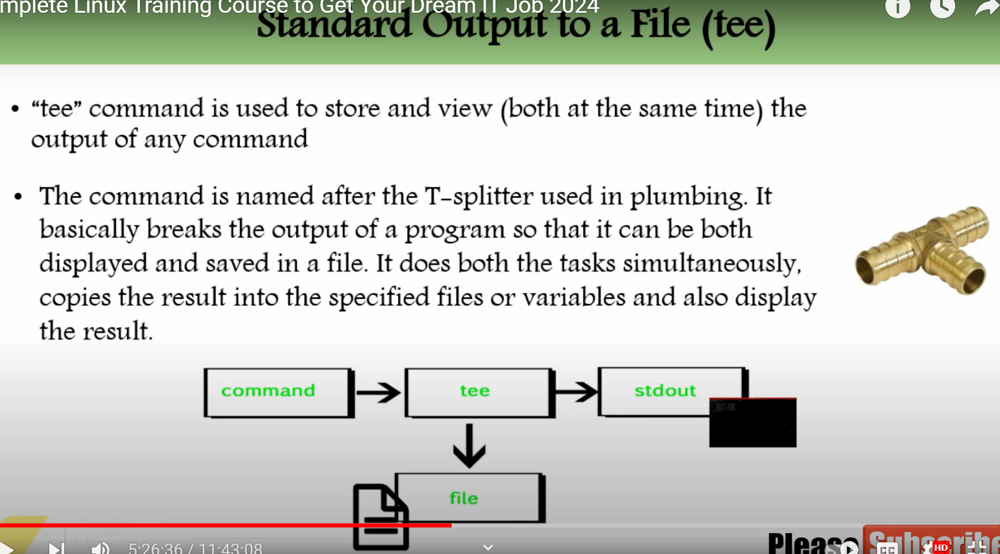 mplete Linux Training Course to Get Your Dream IT Job 2024
Standard Output to a File (tee)
• “tee” command is used to store and view (both at the same time) the
output of any command
• The command is named after the T-splitter used in plumbing. It
basically breaks the output of a program so that it can be both
displayed and saved in a file. It does both the tasks simultaneously,
copies the result into the specified files or variables and also display
the result.
command
tee
stdout
file
5:26:36 / 11:43:08
Please Subscribe
CC
HD